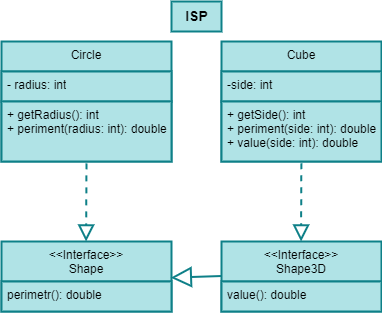 ISP
Circle
- radius: int
+ getRadius(): int
+ periment(radius: int): double
Cube
-side: int
+ getSide(): int
+ periment(side: int): double
+ value(side: int): double
<<Interface>>
Shape
perimetr(): double
<<Interface>>
Shape3D
value(): double